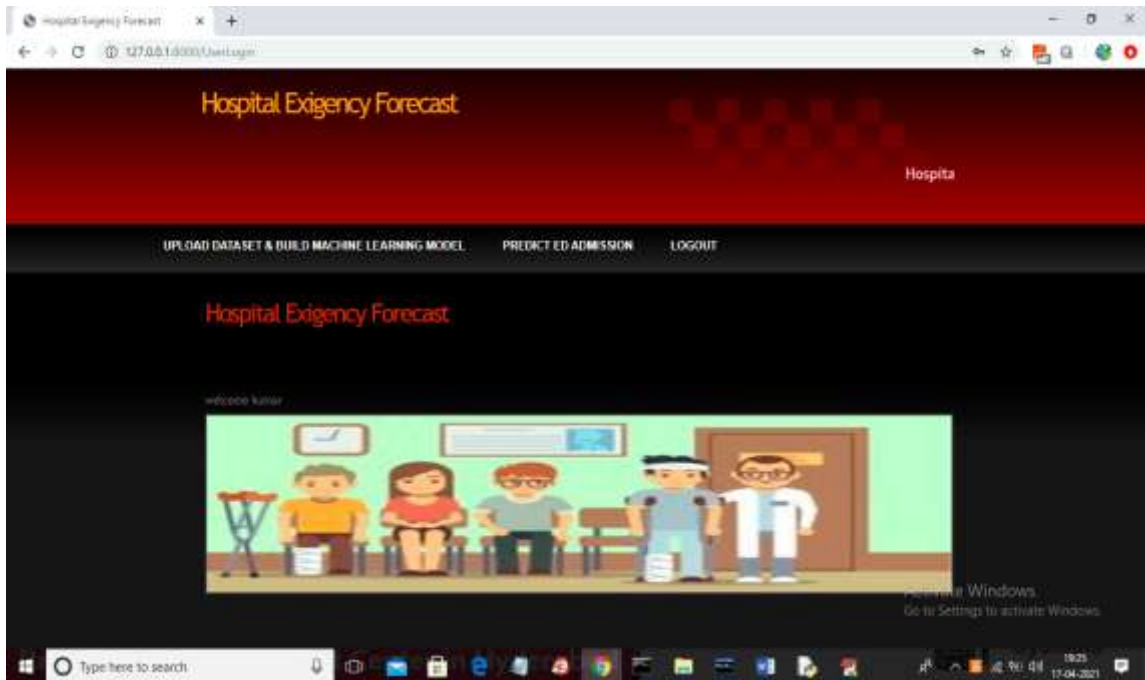 Hospital Exigency Forecast
127.0.0.1:8000/UserLogin
Hospital Exigency Forecast
Hospita
UPLOAD DATASET & BUILD MACHINE LEARNING MODEL PREDICT ED ADMISSION LOGOUT
Hospital Exigency Forecast
welcome kumar
Activate Windows
Go to Settings to activate Windows.
Type here to search
19:25
17-04-2021